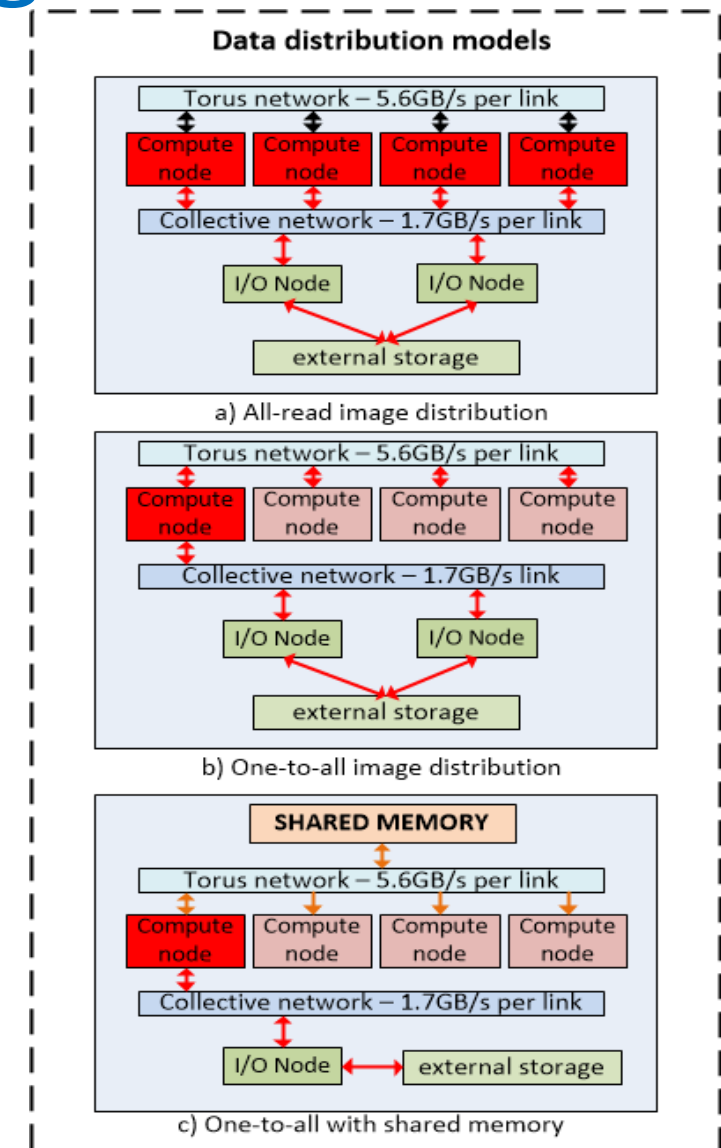 Data distribution models
Torus network – 5.6GB/s per link
Compute node Compute node Compute node Compute node
Collective network – 1.7GB/s per link
I/O Node I/O Node
external storage
a) All-read image distribution
Torus network – 5.6GB/s per link
Compute node Compute node Compute node Compute node
Collective network – 1.7GB/s link
I/O Node I/O Node
external storage
b) One-to-all image distribution
SHARED MEMORY
Torus network – 5.6GB/s per link
Compute node Compute node Compute node Compute node
Collective network – 1.7GB/s per link
I/O Node external storage
c) One-to-all with shared memory